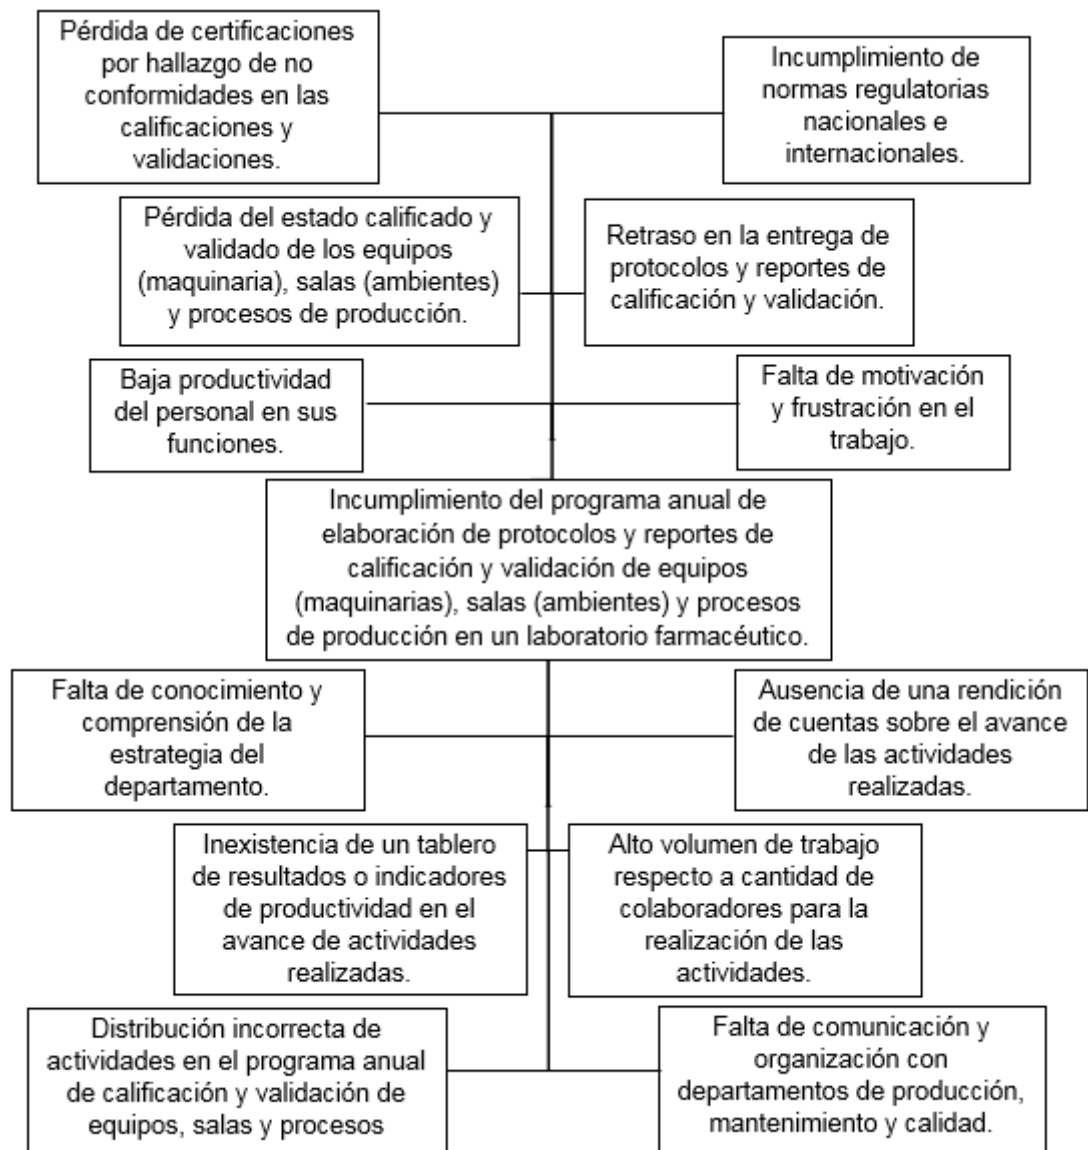 Pérdida de certificaciones
por hallazgo de no
conformidades en las
calificaciones y
validaciones.
Incumplimiento de
normas regulatorias
nacionales e
internacionales.
Pérdida del estado calificado y
validado de los equipos
(maquinaria), salas (ambientes)
y procesos de producción.
Retraso en la entrega de
protocolos y reportes de
calificación y validación.
Baja productividad
del personal en sus
funciones.
Falta de motivación
y frustración en el
trabajo.
Incumplimiento del programa anual de
elaboración de protocolos y reportes de
calificación y validación de equipos
(maquinarias), salas (ambientes) y procesos
de producción en un laboratorio farmacéutico.
Falta de conocimiento y
comprensión de la
estrategia del
departamento.
Ausencia de una rendición
de cuentas sobre el avance
de las actividades
realizadas.
Inexistencia de un tablero
de resultados o indicadores
de productividad en el
avance de actividades
realizadas.
Alto volumen de trabajo
respecto a cantidad de
colaboradores para la
realización de las
actividades.
Distribución incorrecta de
actividades en el programa anual
de calificación y validación de
equipos, salas y procesos
Falta de comunicación y
organización con
departamentos de producción,
mantenimiento y calidad.